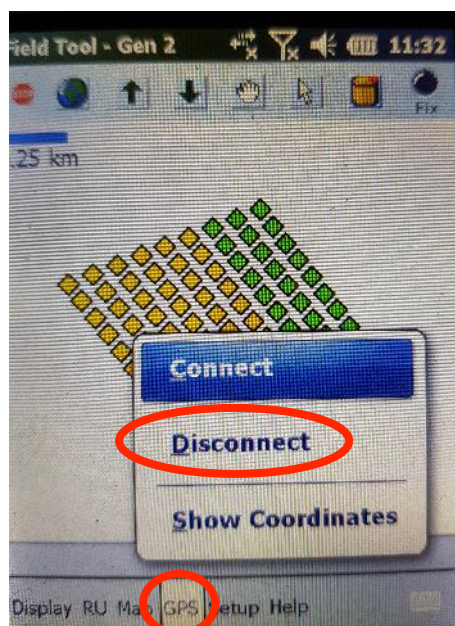 Field Tool - Gen 2 11:32
STOP Fix
.25 km
Connect
Disconnect
Show Coordinates
Display RU Map GPS Setup Help